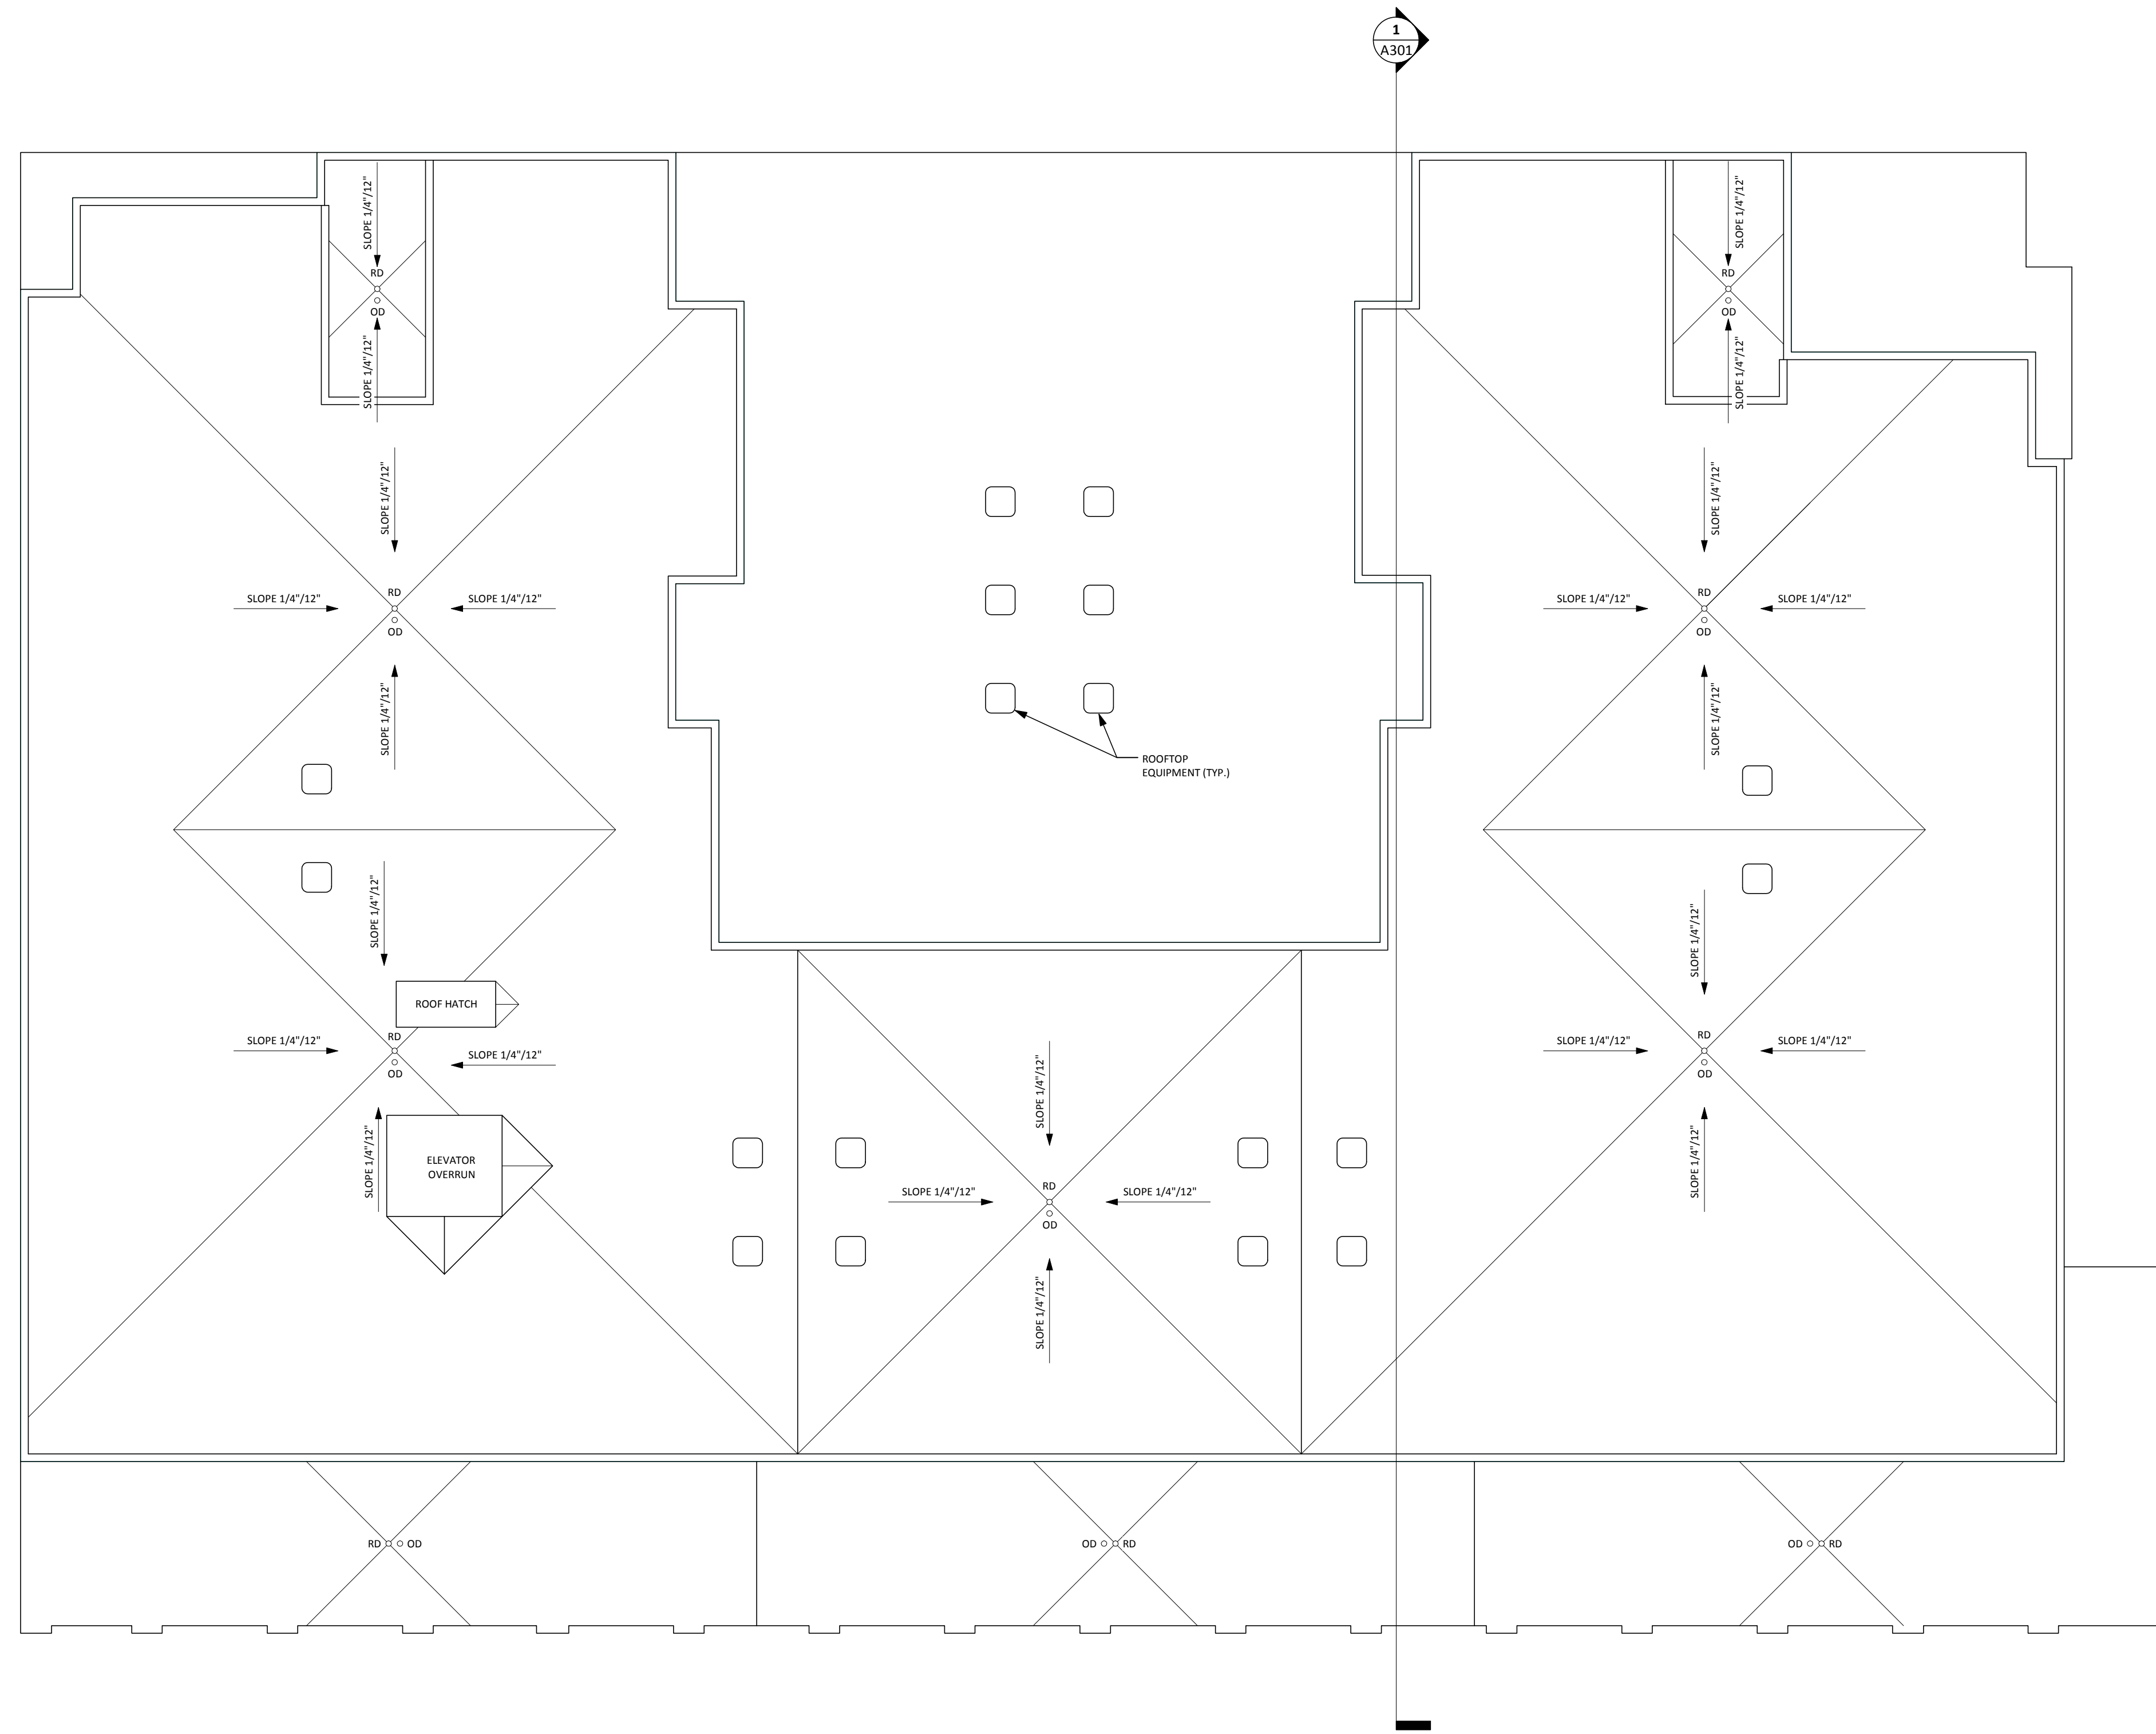 1
A301
SLOPE 1/4"/12"
SLOPE 1/4"/12"
RD
RD
OD
OD
SLOPE 1/4"/12"
SLOPE 1/4"/12"
SLOPE 1/4"/12"
SLOPE 1/4"/12"
RD
RD
SLOPE 1/4"/12"
SLOPE 1/4"/12"
SLOPE 1/4"/12"
SLOPE 1/4"/12"
OD
OD
SLOPE 1/4"/12"
SLOPE 1/4"/12"
ROOFTOP
EQUIPMENT (TYP.)
SLOPE 1/4"/12"
SLOPE 1/4"/12"
ROOF HATCH
RD
RD
SLOPE 1/4"/12"
SLOPE 1/4"/12"
SLOPE 1/4"/12"
SLOPE 1/4"/12"
OD
OD
SLOPE 1/4"/12"
SLOPE 1/4"/12"
ELEVATOR
OVERRUN
SLOPE 1/4"/12"
SLOPE 1/4"/12"
RD
SLOPE 1/4"/12"
SLOPE 1/4"/12"
OD
SLOPE 1/4"/12"
RD OD
OD RD
OD RD